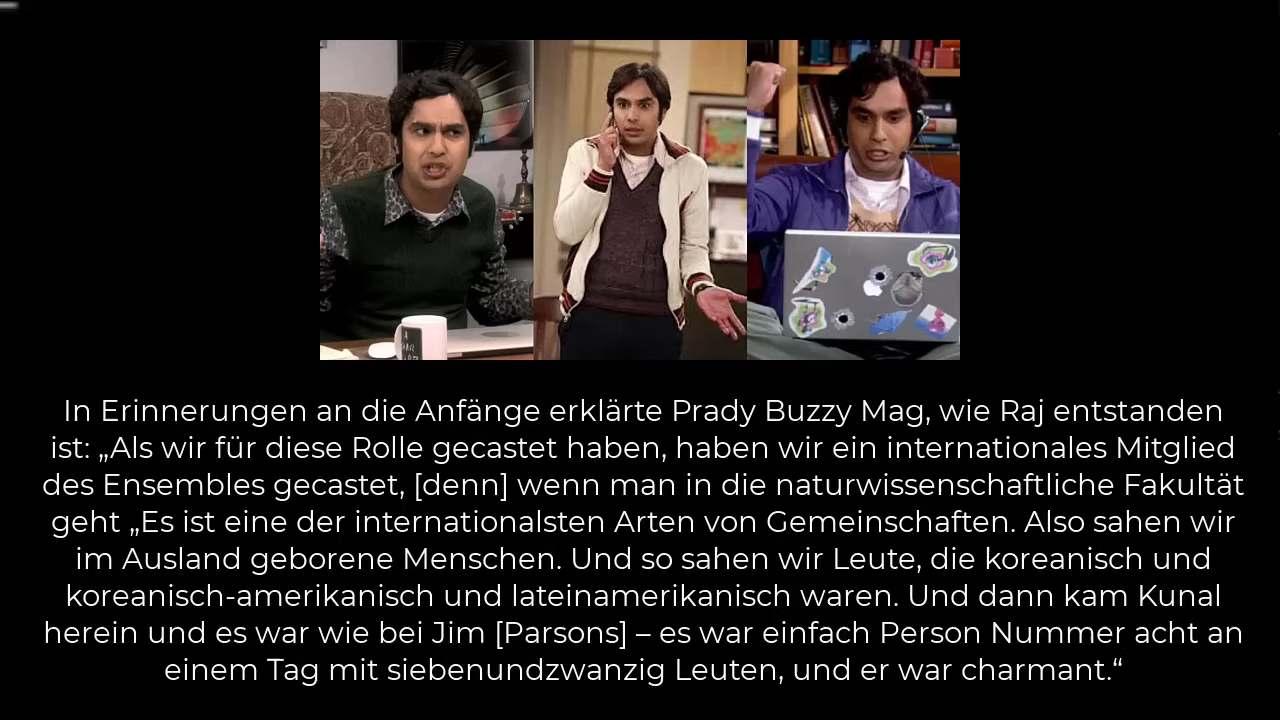 In Erinnerungen an die Anfänge erklärte Prady Buzzy Mag, wie Raj entstanden
ist: „Als wir für diese Rolle gecastet haben, haben wir ein internationales Mitglied
des Ensembles gecastet, [denn] wenn man in die naturwissenschaftliche Fakultät
geht „Es ist eine der internationalsten Arten von Gemeinschaften. Also sahen wir
im Ausland geborene Menschen. Und so sahen wir Leute, die koreanisch und
koreanisch-amerikanisch und lateinamerikanisch waren. Und dann kam Kunal
herein und es war wie bei Jim [Parsons] – es war einfach Person Nummer acht an
einem Tag mit siebenundzwanzig Leuten, und er war charmant.“